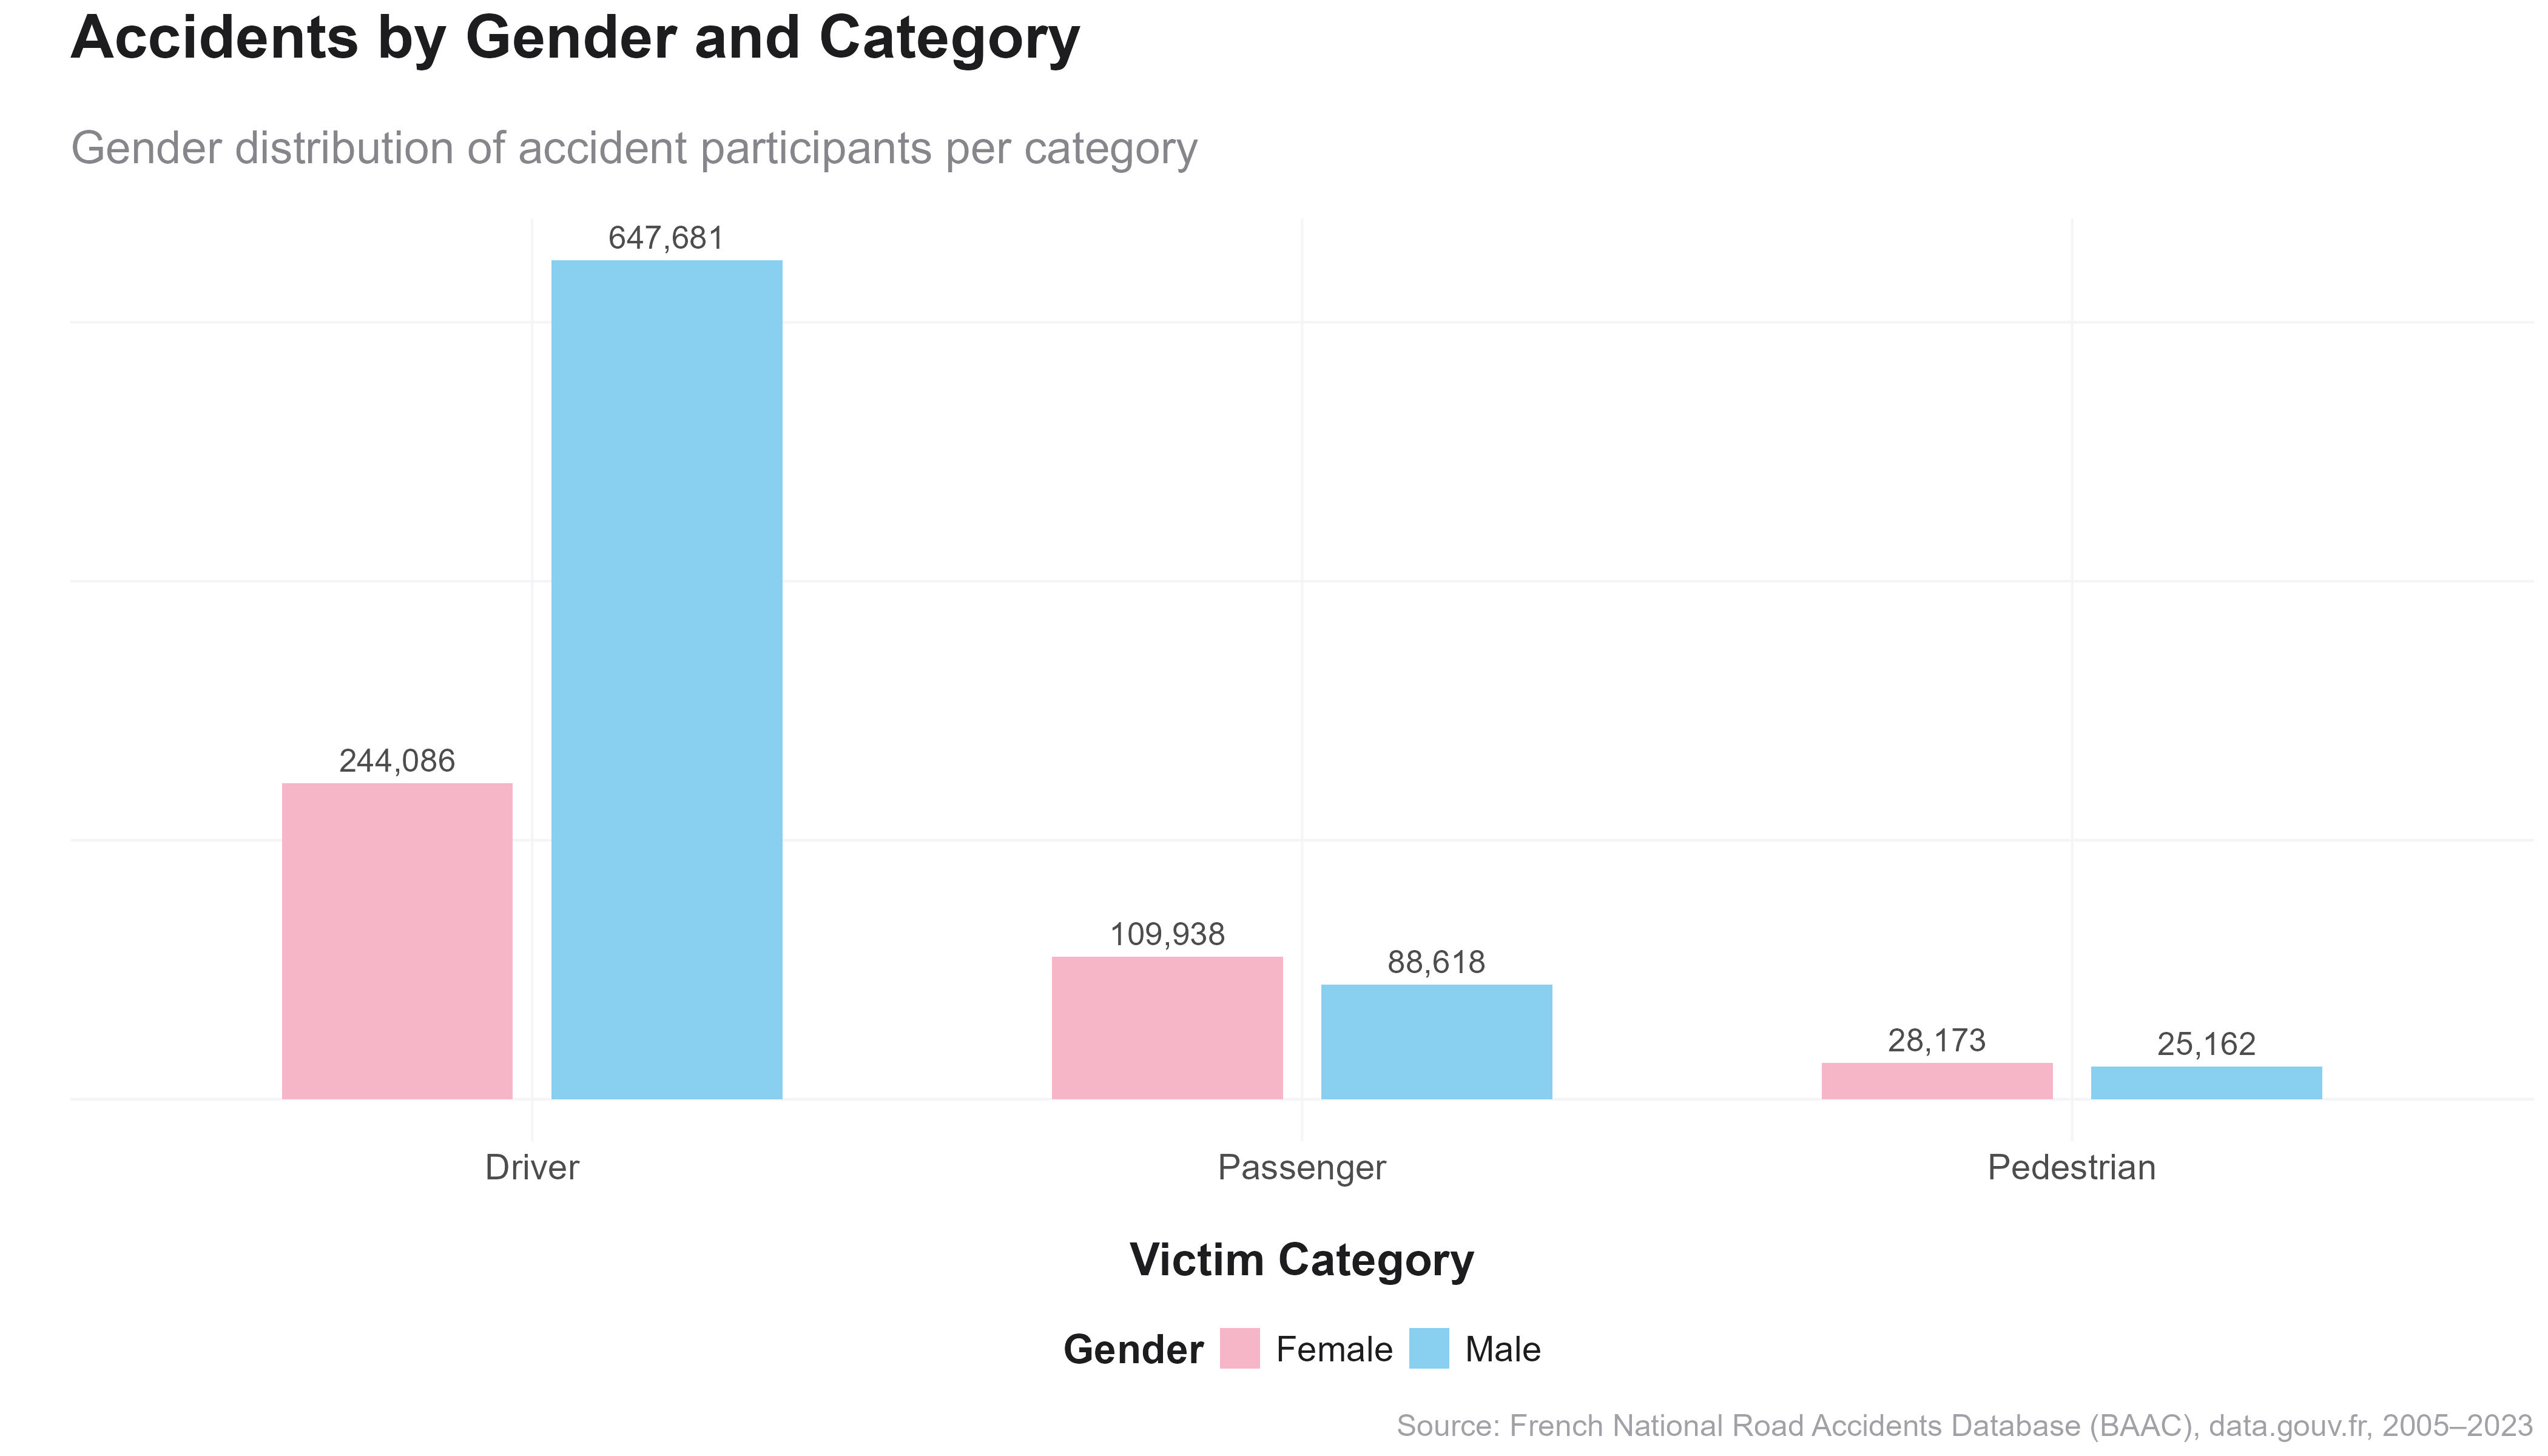 Accidents by Gender and Category
Gender distribution of accident participants per category
647,681
244,086
109,938
88,618
28,173
25,162
Driver
Passenger
Pedestrian
Victim Category
Gender Female Male
Source: French National Road Accidents Database (BAAC), data.gouv.fr, 2005–2023